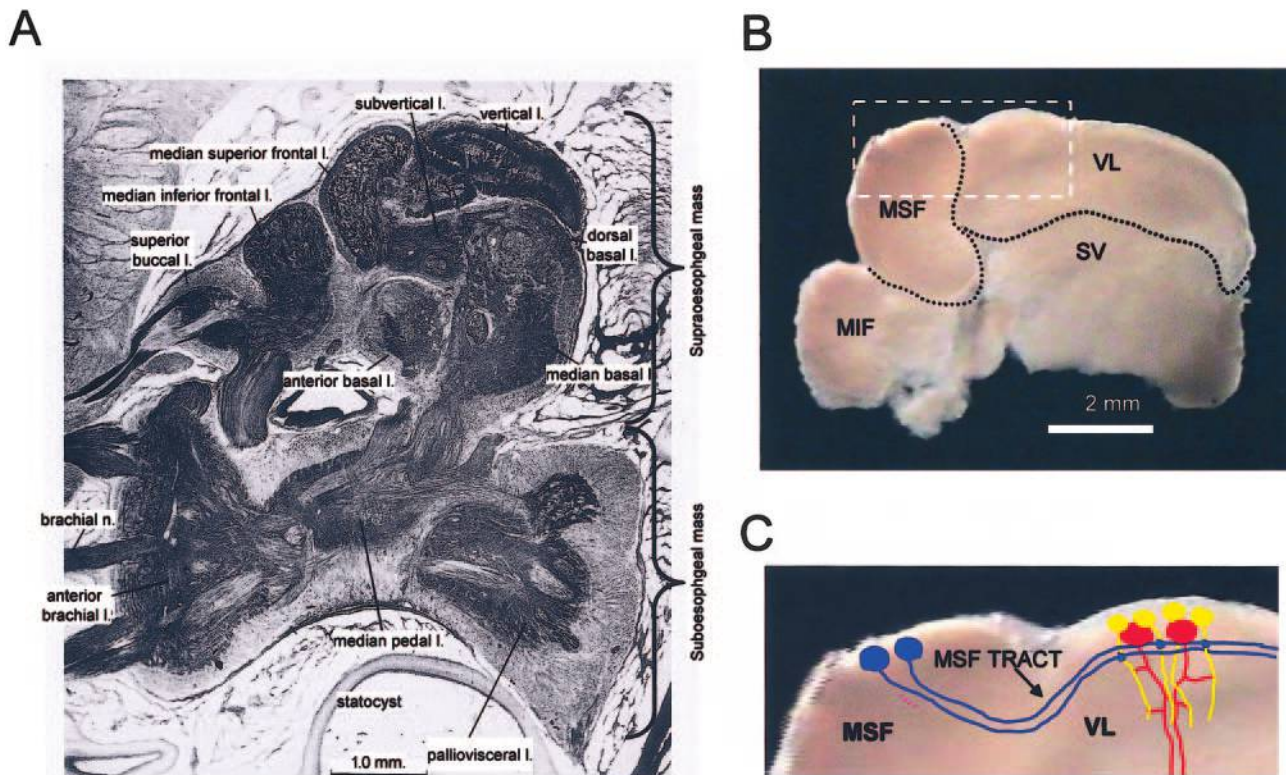 A
subvertical l.
vertical l.
median superior frontal l.
median inferior frontal l.
superior
buccal l.
dorsal
basal l.
anterior basal l.
median basal l
brachial n.
anterior
brachial l.
median pedal l.
statocyst
1.0 mm.
palliovisceral l.
Supraoesophgeal mass
Suboesophgeal mass
B
VL
MSF
SV
MIF
2 mm
C
MSF TRACT
MSF
VL